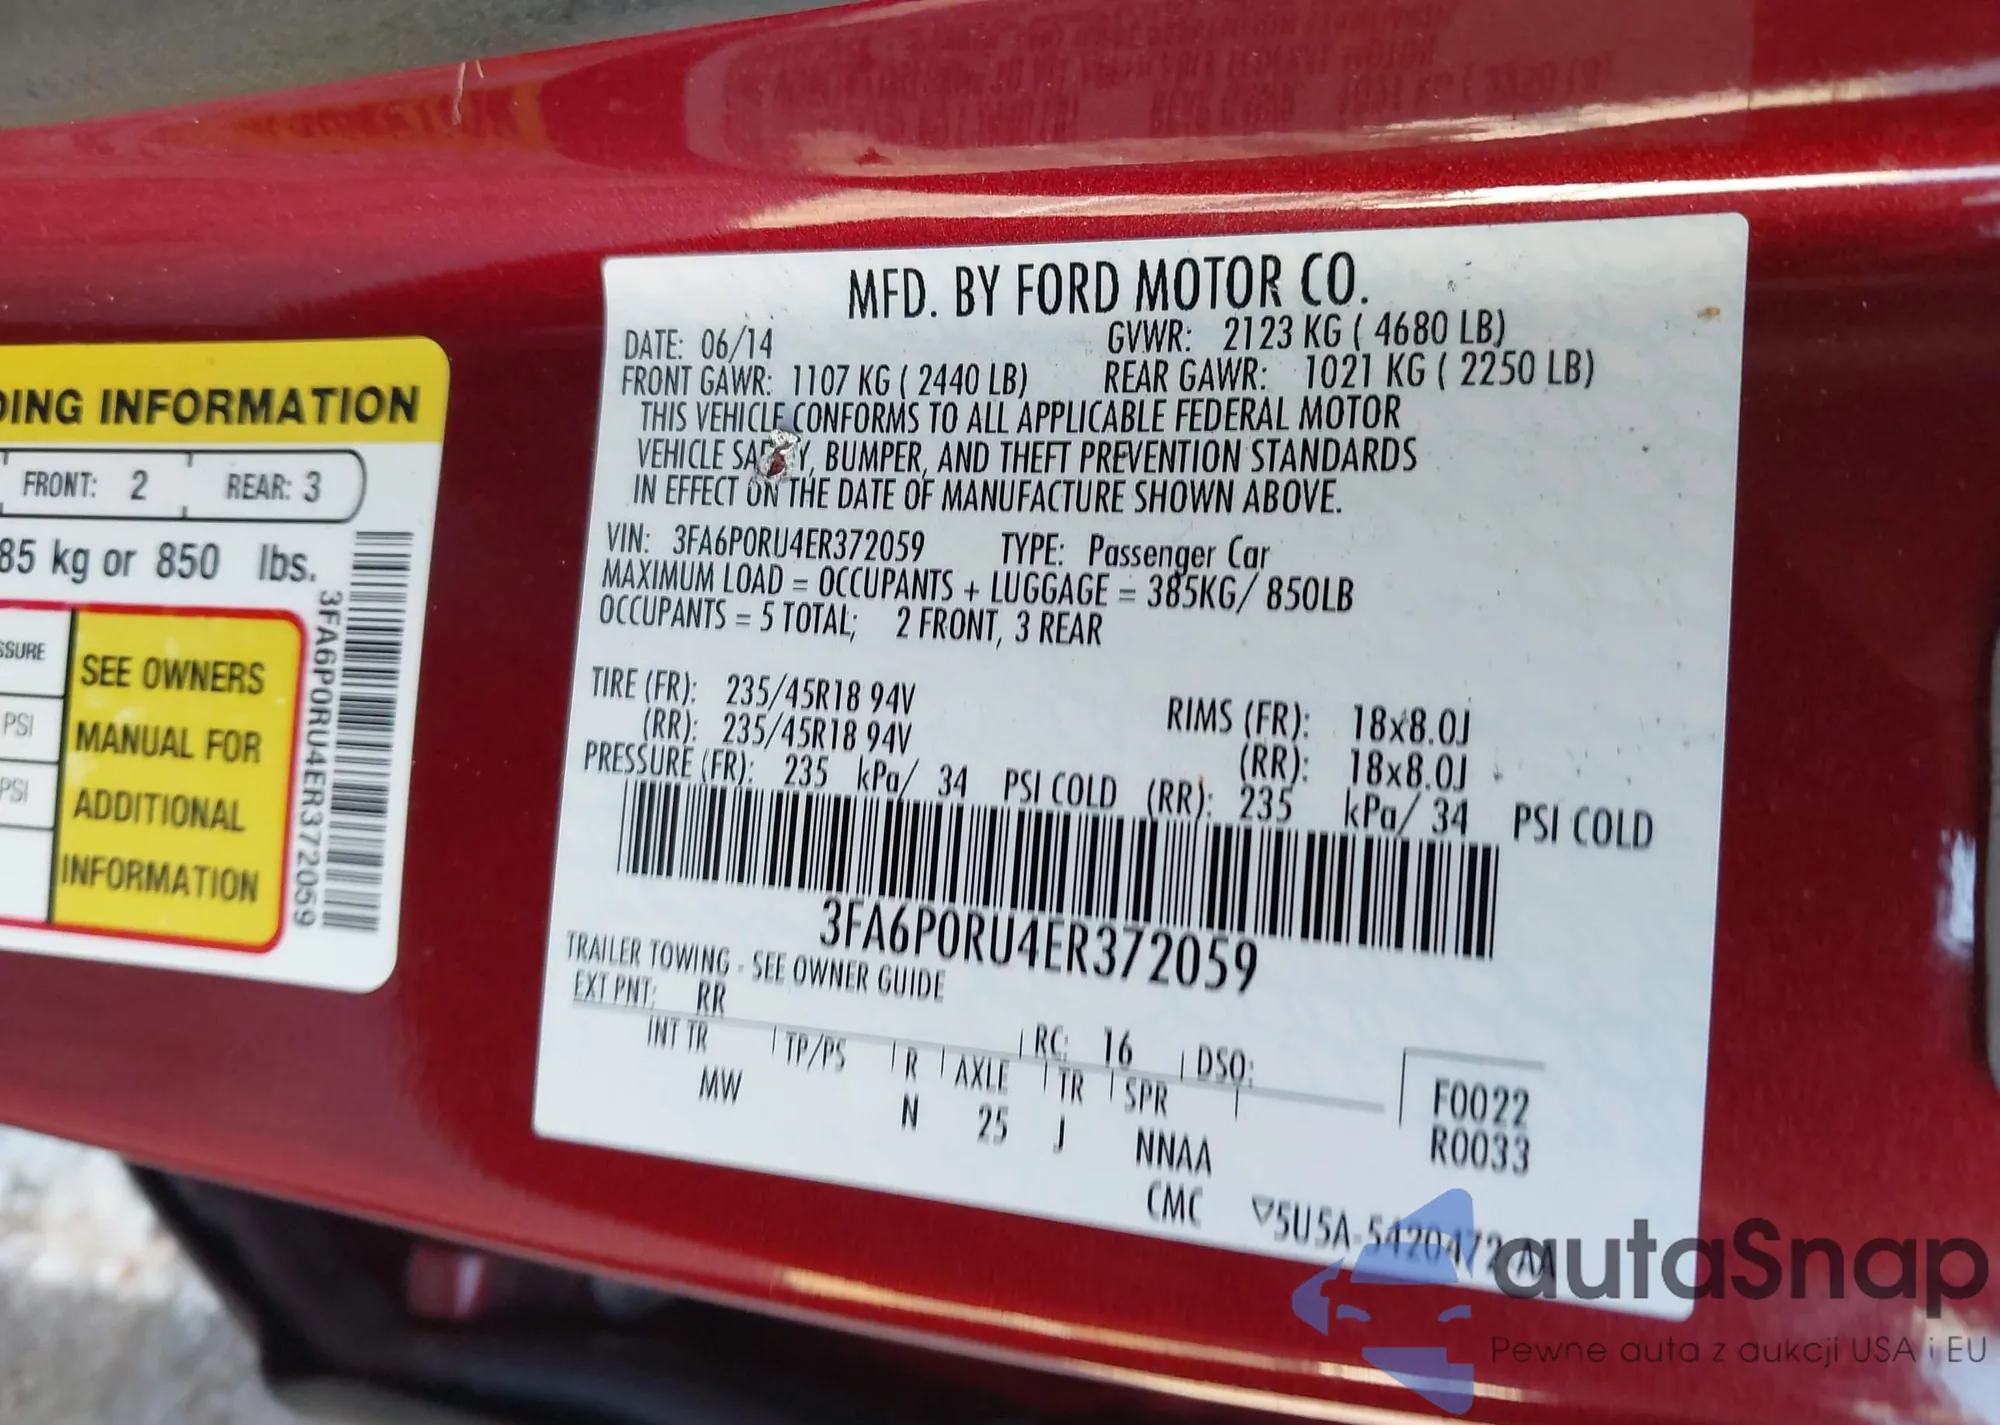 DING INFORMATION
FRONT: 2 REAR: 3
85 kg or 850 lbs.
SSURE
PSI
PSI
SEE OWNERS
MANUAL FOR
ADDITIONAL
INFORMATION
3FA6P0RU4ER372059
MFD. BY FORD MOTOR CO.
DATE: 06/14 GVWR: 2123 KG ( 4680 LB)
FRONT GAWR: 1107 KG ( 2440 LB) REAR GAWR: 1021 KG ( 2250 LB)
THIS VEHICLE CONFORMS TO ALL APPLICABLE FEDERAL MOTOR
VEHICLE SA Y, BUMPER, AND THEFT PREVENTION STANDARDS
IN EFFECT ON THE DATE OF MANUFACTURE SHOWN ABOVE.
VIN: 3FA6P0RU4ER372059 TYPE: Passenger Car
MAXIMUM LOAD = OCCUPANTS + LUGGAGE = 385KG/ 850LB
OCCUPANTS = 5 TOTAL; 2 FRONT, 3 REAR
TIRE (FR): 235/45R18 94V RIMS (FR): 18x8.0J
(RR): 235/45R18 94V (RR): 18x8.0J
PRESSURE (FR): 235 kPa/ 34 PSI COLD (RR): 235 kPa/ 34 PSI COLD
3FA6P0RU4ER372059
TRAILER TOWING - SEE OWNER GUIDE
EXT PNT: RR RC: 16 DSO:
INT TR TP/PS R AXLE TR SPR
MW N 25 J NNAA
F0022
R0033
CMC ▽5U5A-5420472-AA
autaSnap
Pewne auta z aukcji USA i EU